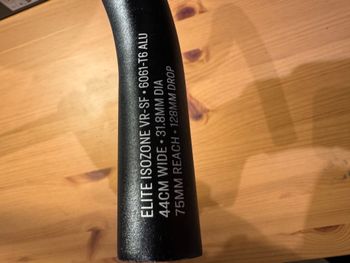 ELITE ISOZONE VR-SF • 6061-T6 ALU
44CM WIDE • 31.8MM DIA
75MM REACH • 128MM DROP